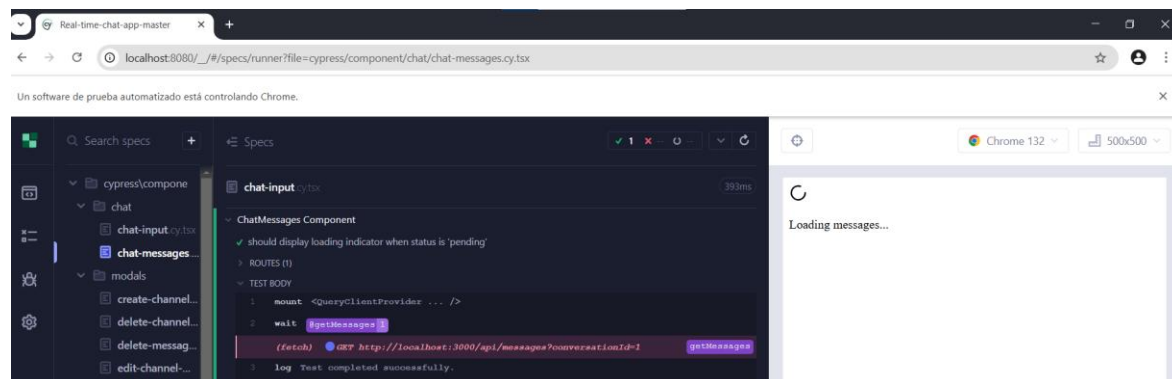 Real-time-chat-app-master
localhost:8080/__/#/specs/runner?file=cypress/component/chat/chat-messages.cy.tsx
Un software de prueba automatizado está controlando Chrome.
Search specs
+
Specs
1
--
--
Chrome 132
500x500
cypress\compone
chat
chat-input.cy.tsx
chat-messages...
modals
create-channel...
delete-channel...
delete-messag...
edit-channel-...
chat-input.cy.tsx
393ms
ChatMessages Component
should display loading indicator when status is 'pending'
ROUTES (1)
TEST BODY
1 mount <QueryClientProvider ... />
2 wait @getMessages 1
(fetch) GET http://localhost:3000/api/messages?conversationId=1 getMessages
3 log Test completed successfully.
Loading messages...